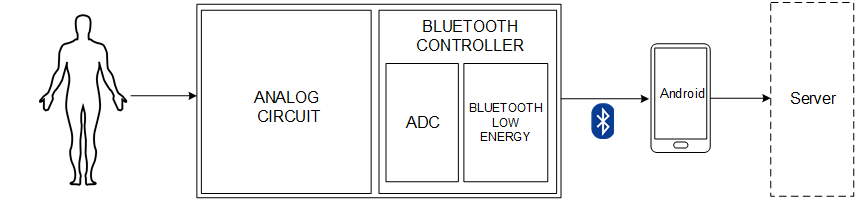 ANALOG
CIRCUIT
BLUETOOTH
CONTROLLER
ADC
BLUETOOTH
LOW
ENERGY
Android
Server